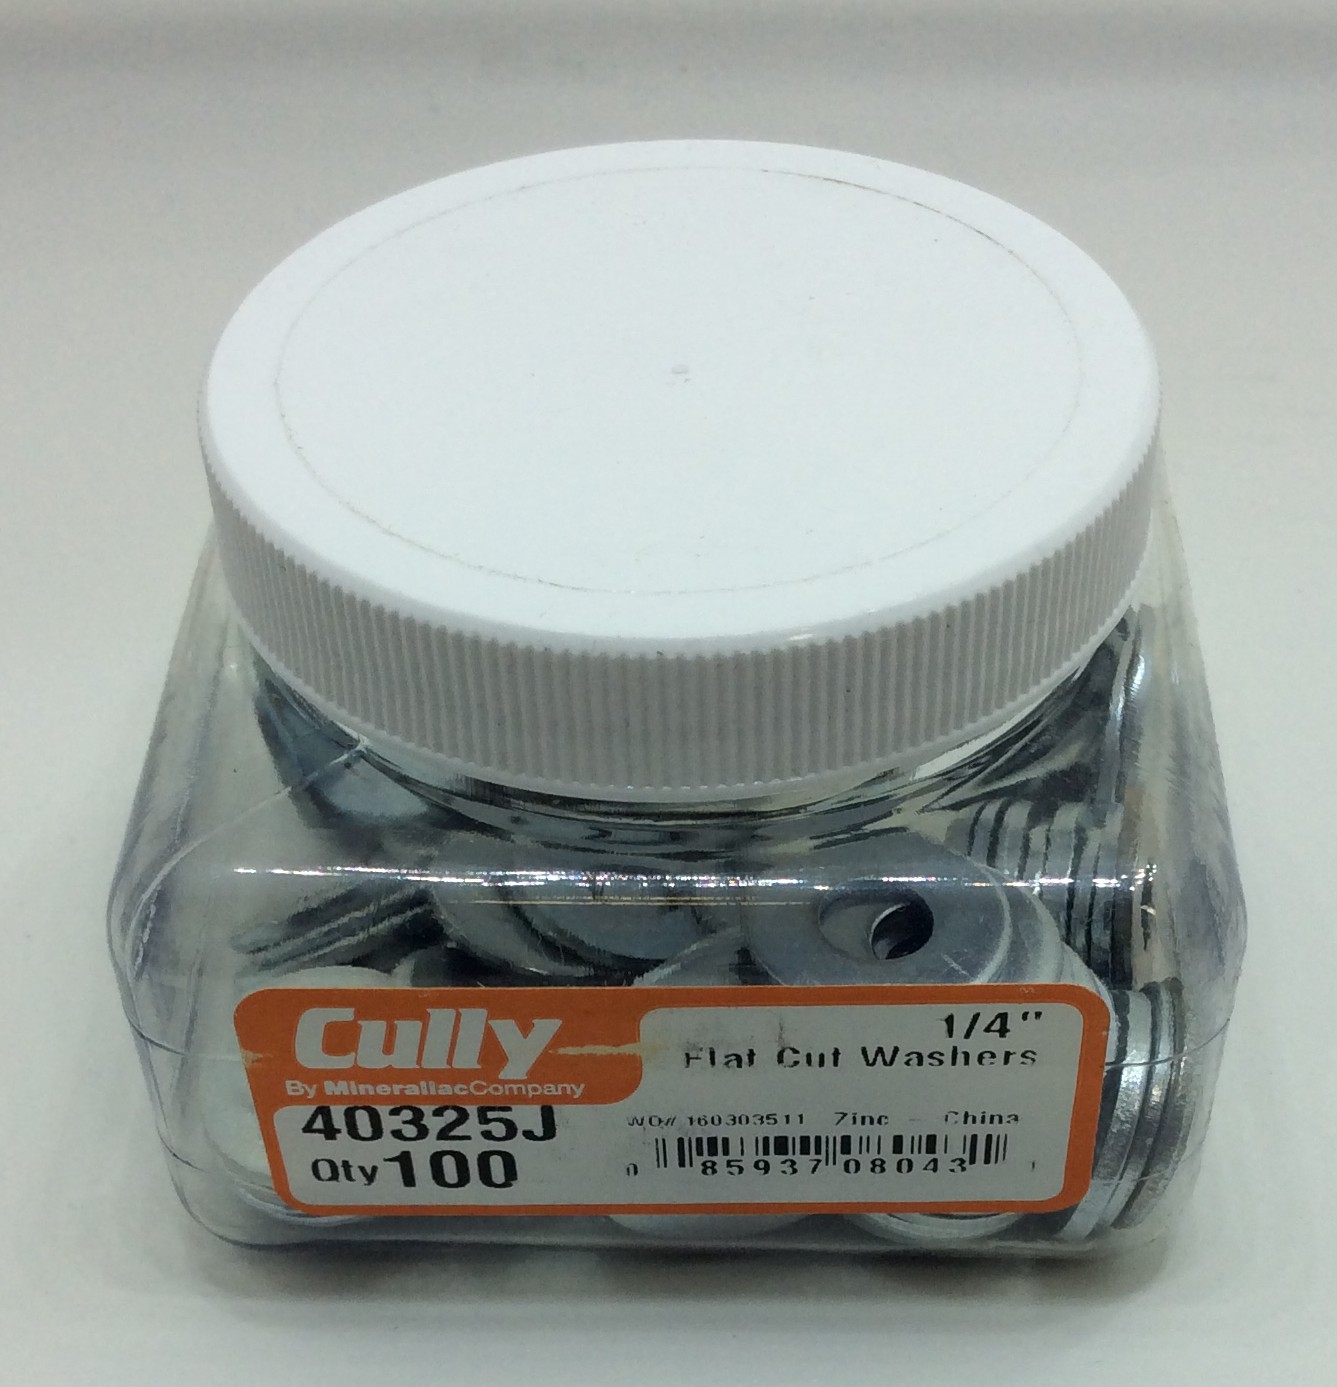 Cully
By MinerallacCompany
1/4"
Flat Cut Washers
40325J
Qty 100
WO# 160303511 Zinc - China
0 85937 08043 1